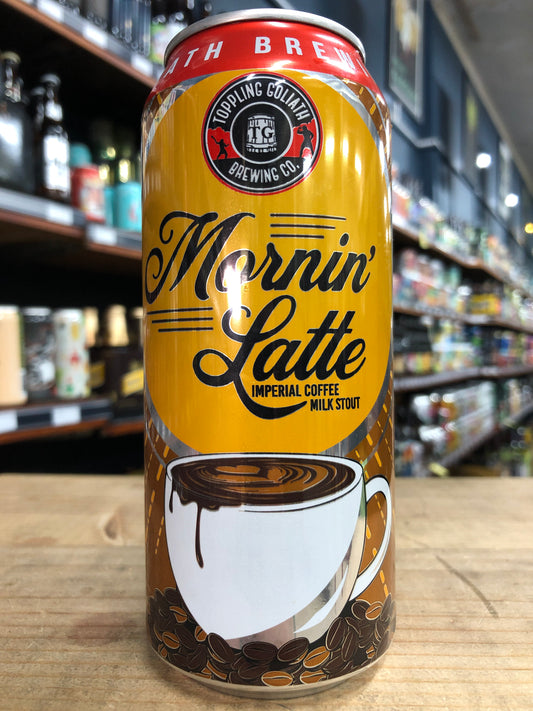 ATH BREW
TOPPLING GOLIATH
TG
BREWING CO.
Mornin'
Latte
IMPERIAL COFFEE
MILK STOUT